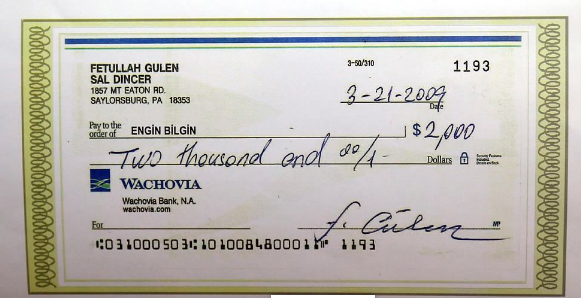 FETULLAH GULEN
SAL DINCER
1857 MT EATON RD.
SAYLORSBURG, PA 18353
3-50/310
1193
3-21-2009
Date
Pay to the
order of ENGIN BİLGİN $ 2,000
Two thousand and 00/1- Dollars
WACHOVIA
Wachovia Bank, N.A.
wachovia.com
For
f. Gülen
MP
⑆031000503⑆1010084800011⑈ 1193